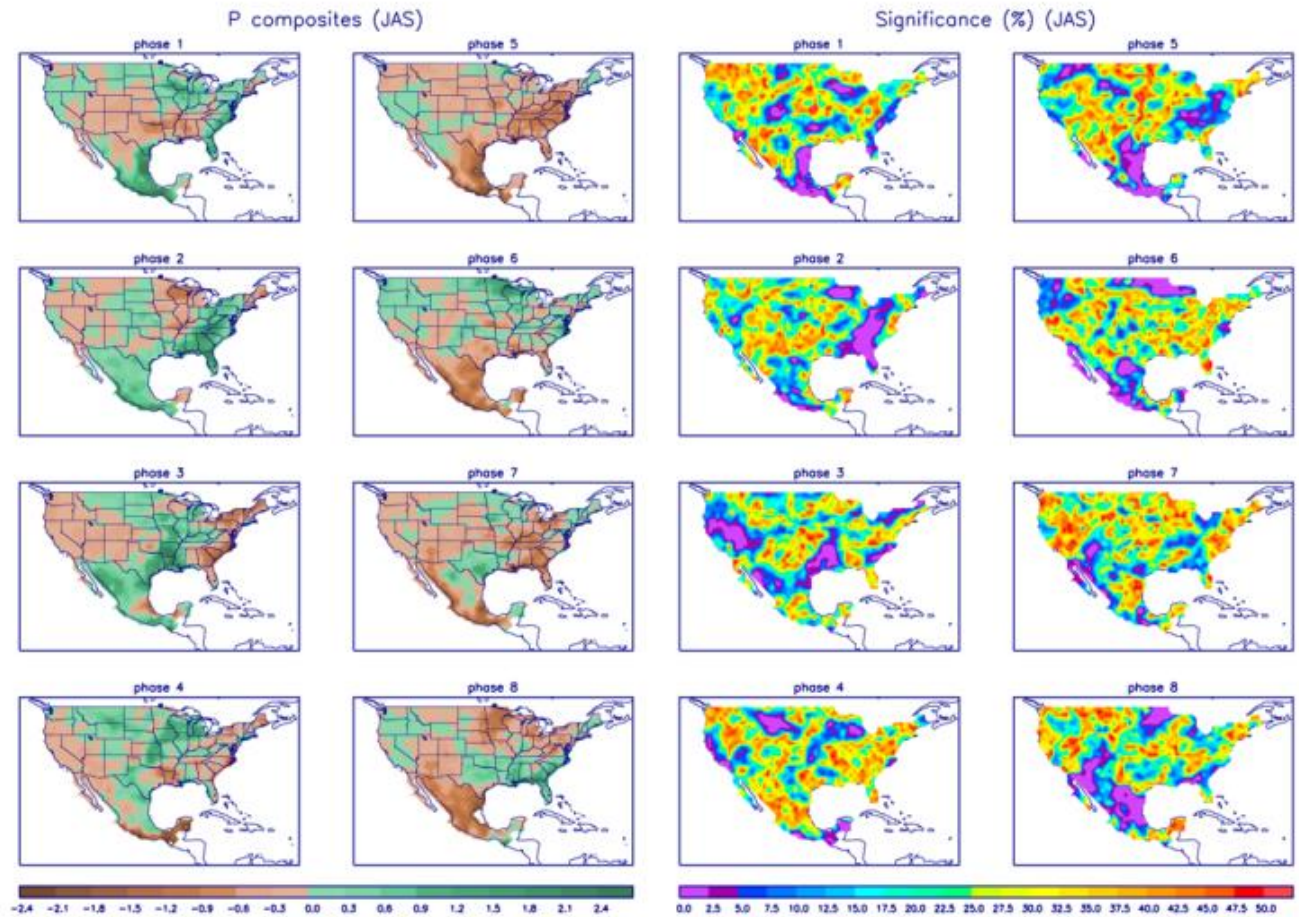 P composites (JAS)
Significance (%) (JAS)
phase 1
phase 5
phase 1
phase 5
phase 2
phase 6
phase 2
phase 6
phase 3
phase 7
phase 3
phase 7
phase 4
phase 8
phase 4
phase 8
-2.4 -2.1 -1.8 -1.5 -1.2 -0.9 -0.6 -0.3 0.0 0.3 0.6 0.9 1.2 1.5 1.8 2.1 2.4
0.0 2.5 5.0 7.5 10.0 12.5 15.0 17.5 20.0 22.5 25.0 27.5 30.0 32.5 35.0 37.5 40.0 42.5 45.0 47.5 50.0